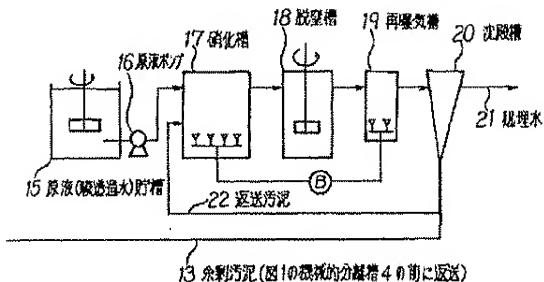 16 原液ポンプ
17 硝化槽
18 脱窒槽
19 再曝気槽
20 沈殿槽
21 処理水
15 原液(膜透過水)貯槽
B
22 返送汚泥
13 余剰汚泥(図1の機械的分離槽4の前に返送)